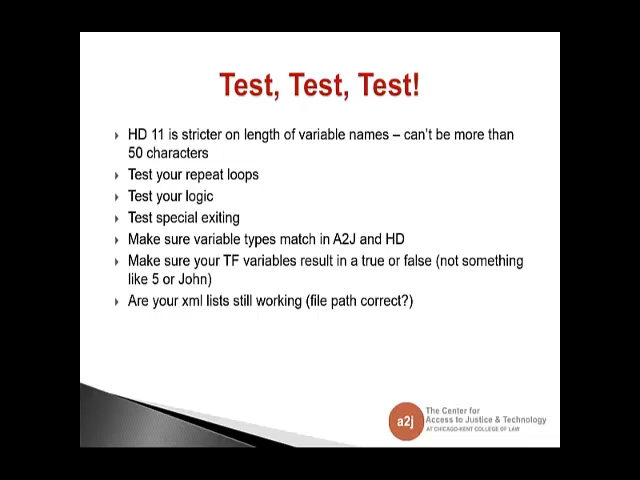 Test, Test, Test!
HD 11 is stricter on length of variable names – can't be more than
50 characters
Test your repeat loops
Test your logic
Test special exiting
Make sure variable types match in A2J and HD
Make sure your TF variables result in a true or false (not something
like 5 or John)
Are your xml lists still working (file path correct?)
a2j
The Center for
Access to Justice & Technology
AT CHICAGO-KENT COLLEGE OF LAW